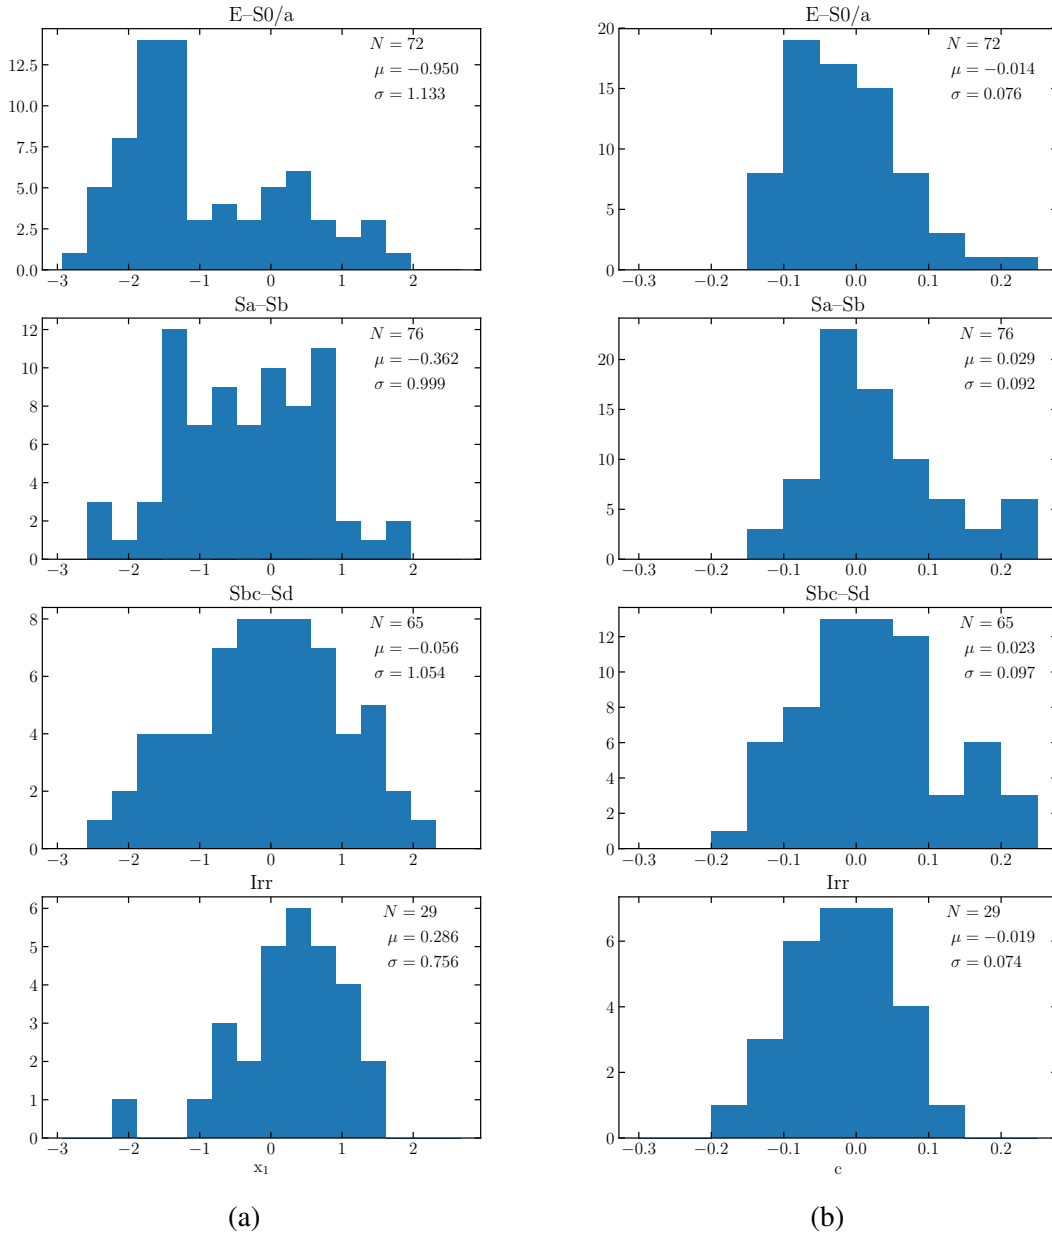 E–S0/a
N = 72
μ = −0.950
σ = 1.133
12.5
10.0
7.5
5.0
2.5
0.0
−3 −2 −1 0 1 2
E–S0/a
N = 72
μ = −0.014
σ = 0.076
20
15
10
5
0
−0.3 −0.2 −0.1 0.0 0.1 0.2
Sa–Sb
N = 76
μ = −0.362
σ = 0.999
12
10
8
6
4
2
0
−3 −2 −1 0 1 2
Sa–Sb
N = 76
μ = 0.029
σ = 0.092
20
15
10
5
0
−0.3 −0.2 −0.1 0.0 0.1 0.2
Sbc–Sd
N = 65
μ = −0.056
σ = 1.054
8
6
4
2
0
−3 −2 −1 0 1 2
Sbc–Sd
N = 65
μ = 0.023
σ = 0.097
12
10
8
6
4
2
0
−0.3 −0.2 −0.1 0.0 0.1 0.2
Irr
N = 29
μ = 0.286
σ = 0.756
6
5
4
3
2
1
0
−3 −2 −1 0 1 2
x₁
Irr
N = 29
μ = −0.019
σ = 0.074
6
4
2
0
−0.3 −0.2 −0.1 0.0 0.1 0.2
c
(a)
(b)